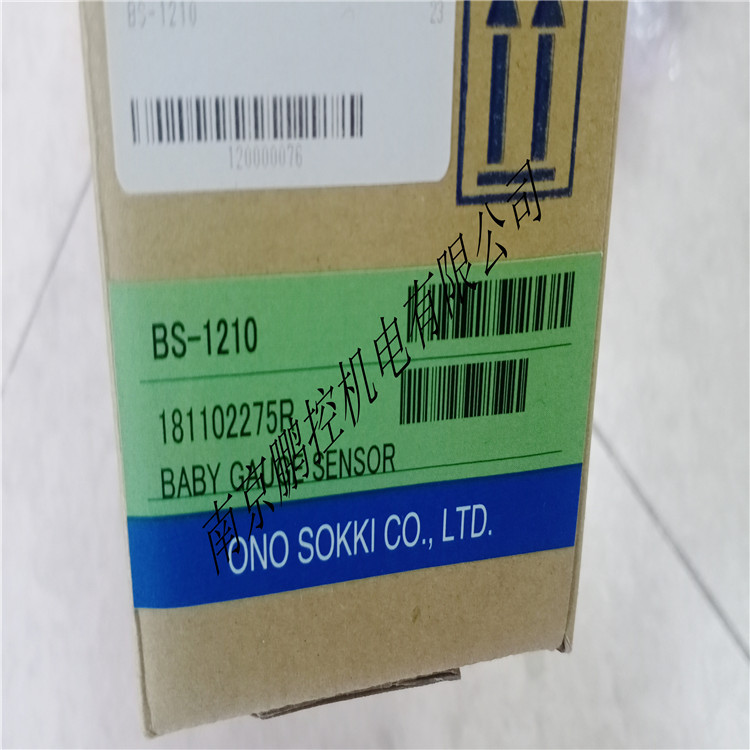 BS-1210 23
120000076
BS-1210
181102275R
BABY GAUGE SENSOR
ONO SOKKI CO., LTD.
南京鹏控机电有限公司